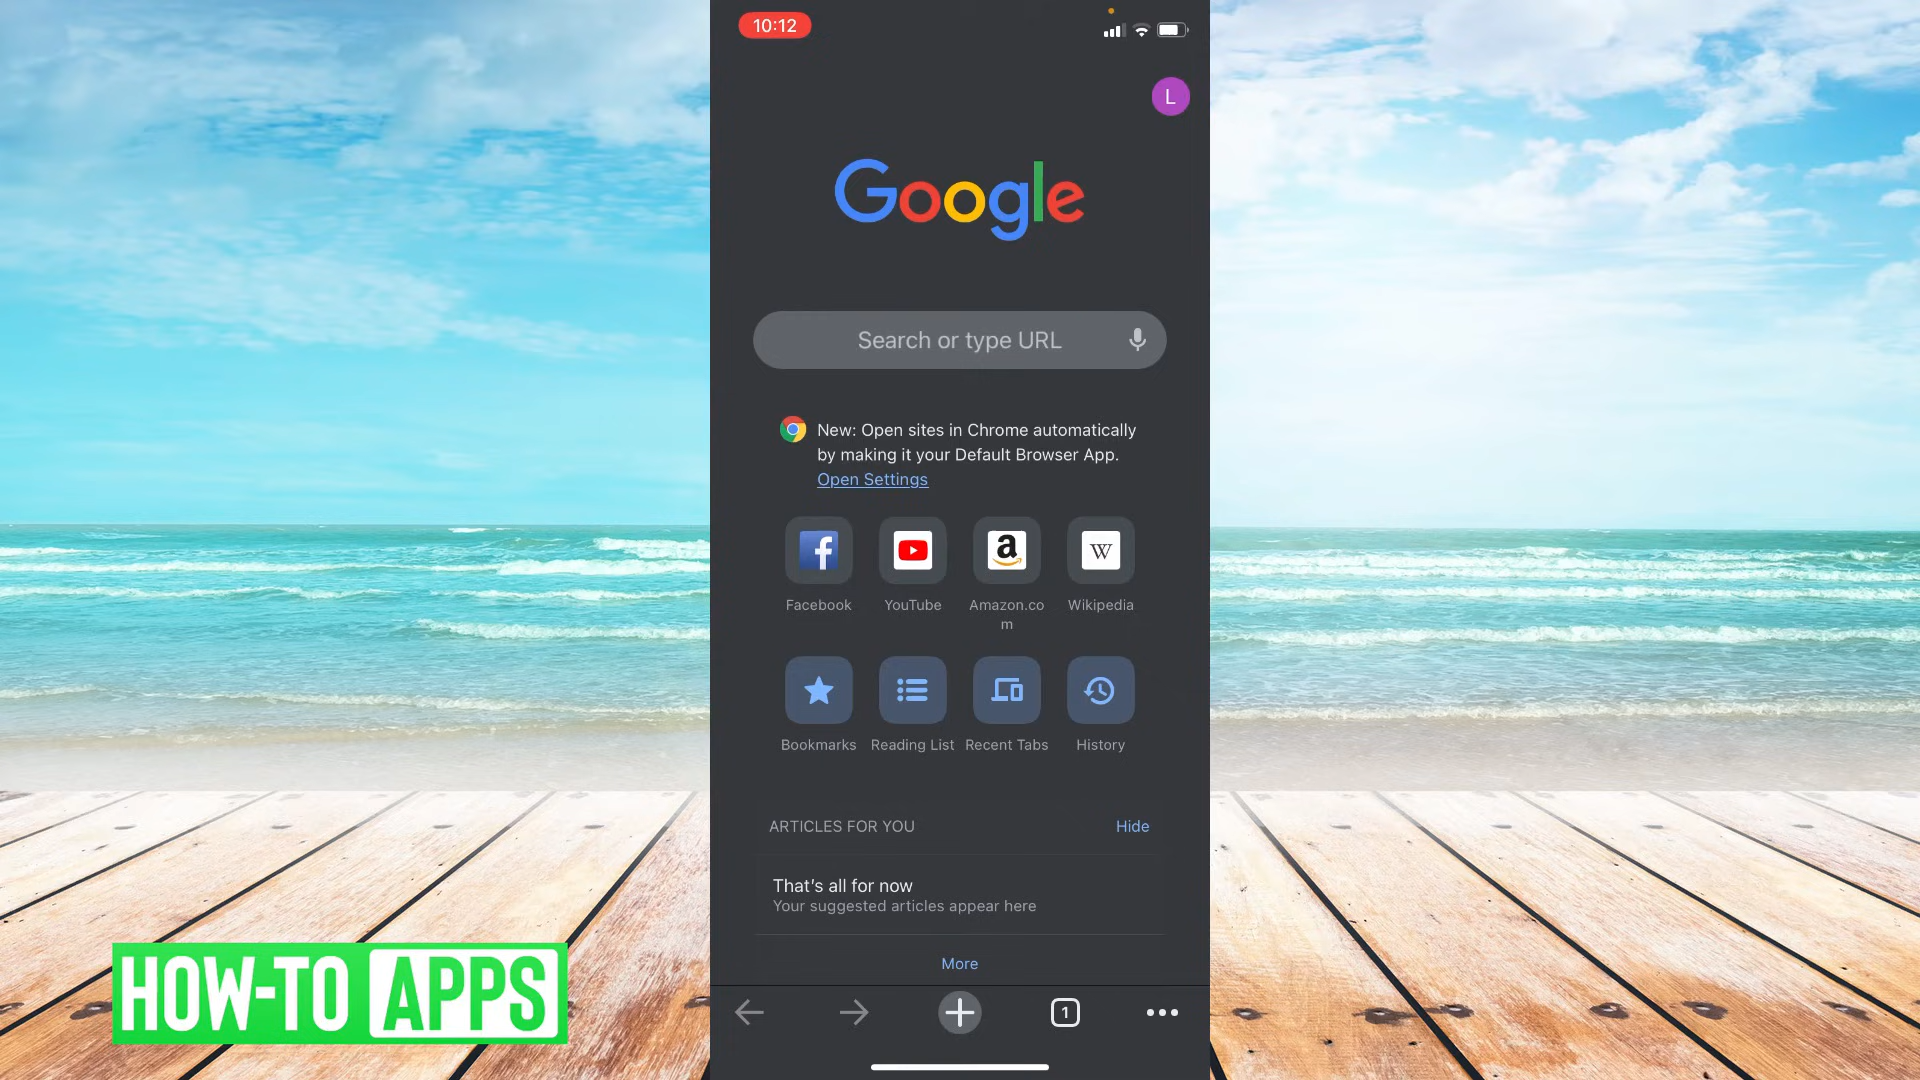 10:12
L
Google
Search or type URL
New: Open sites in Chrome automatically
by making it your Default Browser App.
Open Settings
Facebook
YouTube
a
Amazon.co
m
W
Wikipedia
Bookmarks
Reading List
Recent Tabs
History
ARTICLES FOR YOU
Hide
That's all for now
Your suggested articles appear here
More
1
HOW-TO APPS